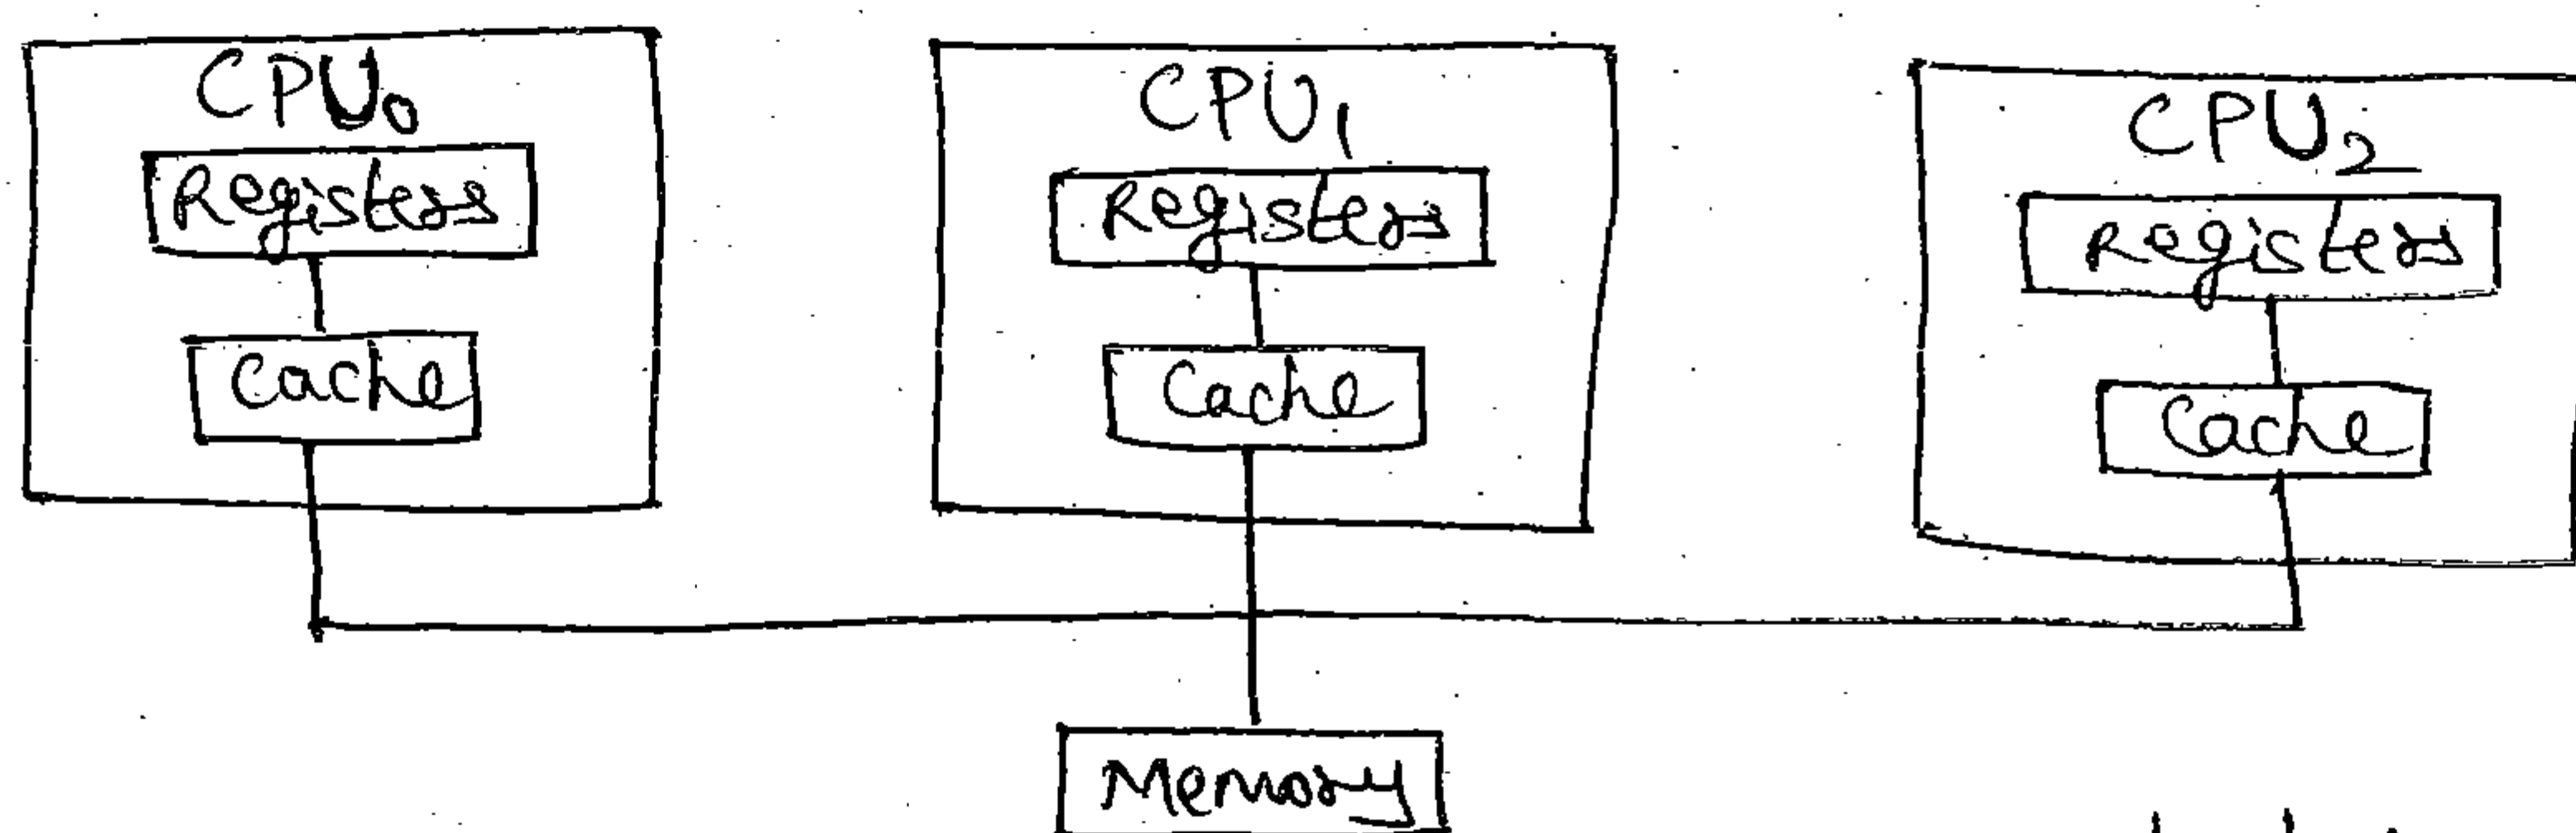 CPU₀ CPU₁ CPU₂
Registers Registers Registers
Cache Cache Cache
Memory